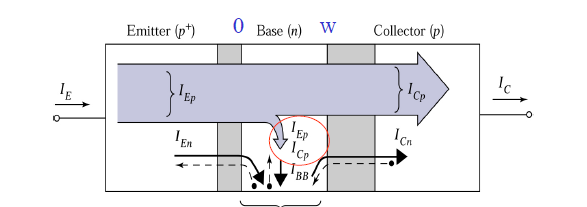 Emitter (p+) 0 Base (n) W Collector (p)
IE IEp ICp IC
IEn IEp ICn
ICp
IBB